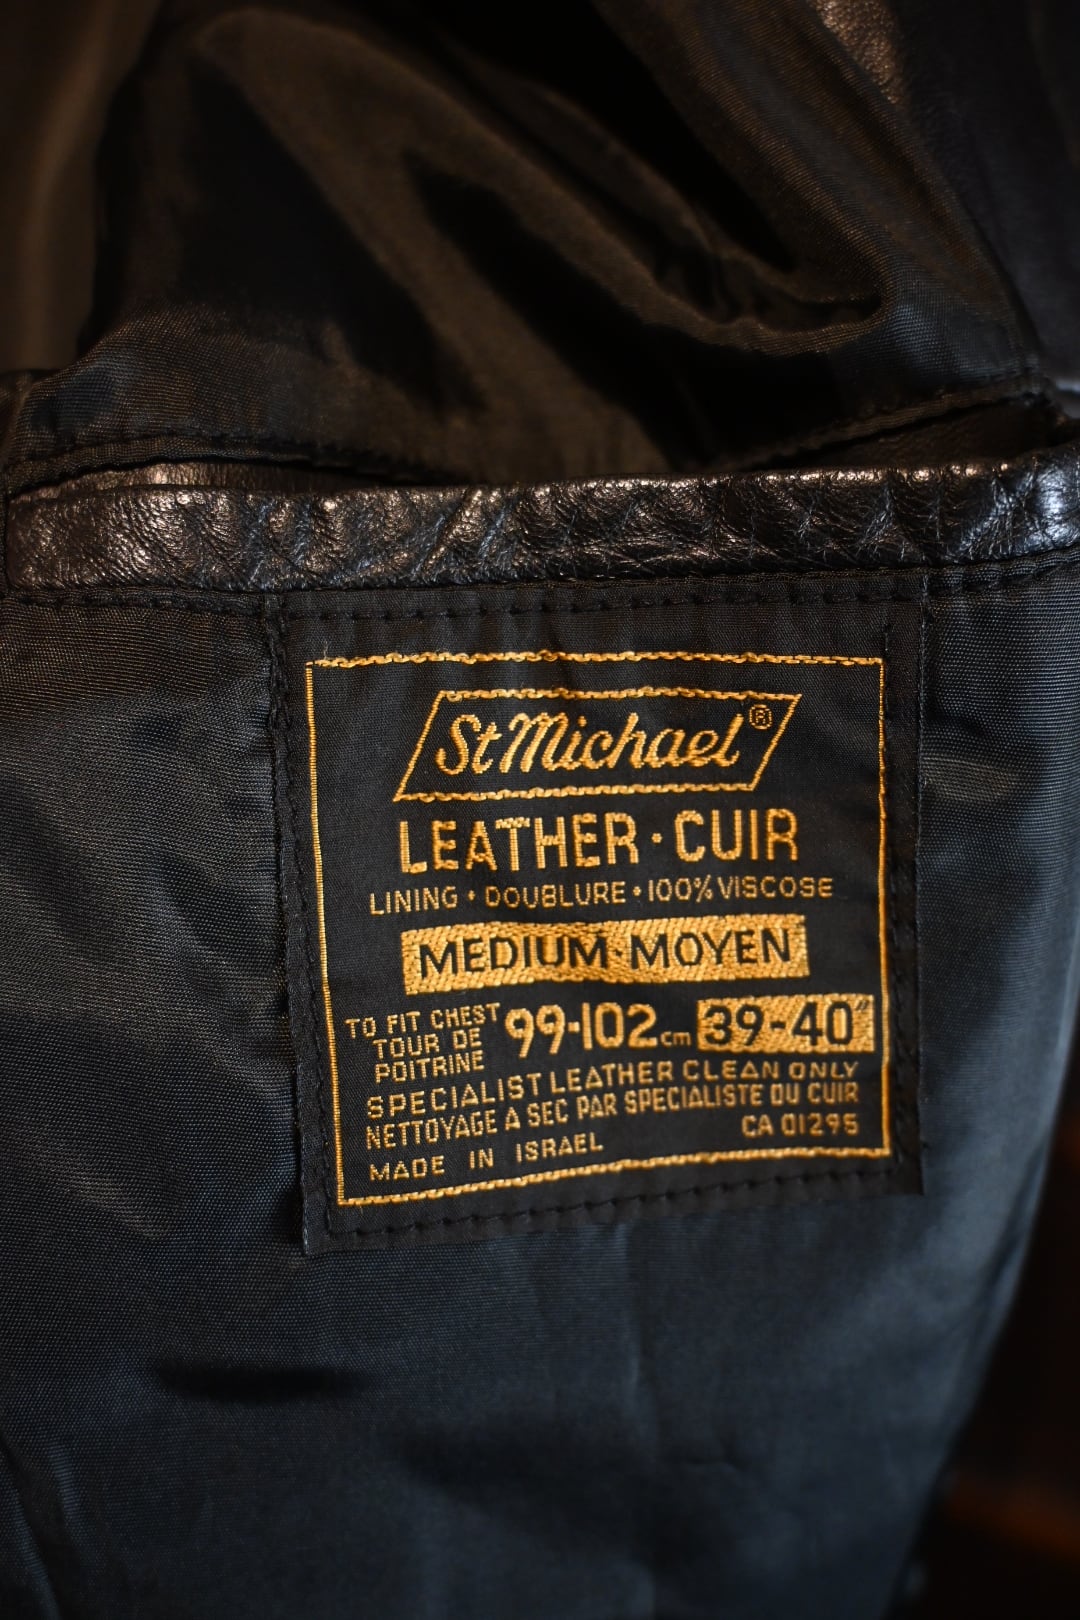 St Michael®
LEATHER · CUIR
LINING · DOUBLURE · 100% VISCOSE
MEDIUM · MOYEN
TO FIT CHEST
TOUR DE
POITRINE
99-102cm 39-40"
SPECIALIST LEATHER CLEAN ONLY
NETTOYAGE A SEC PAR SPECIALISTE DU CUIR
MADE IN ISRAEL
CA 01295